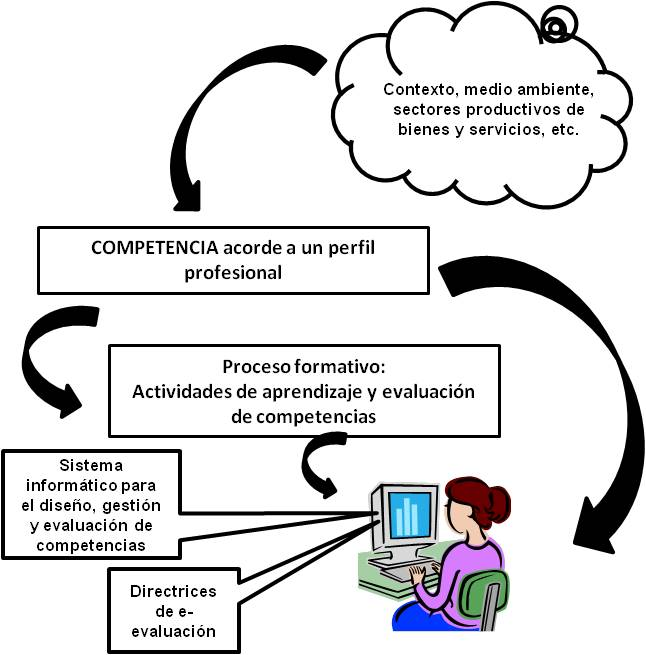 Contexto, medio ambiente,
sectores productivos de
bienes y servicios, etc.
COMPETENCIA acorde a un perfil
profesional
Proceso formativo:
Actividades de aprendizaje y evaluación
de competencias
Sistema
informático para
el diseño, gestión
y evaluación de
competencias
Directrices
de e-
evaluación